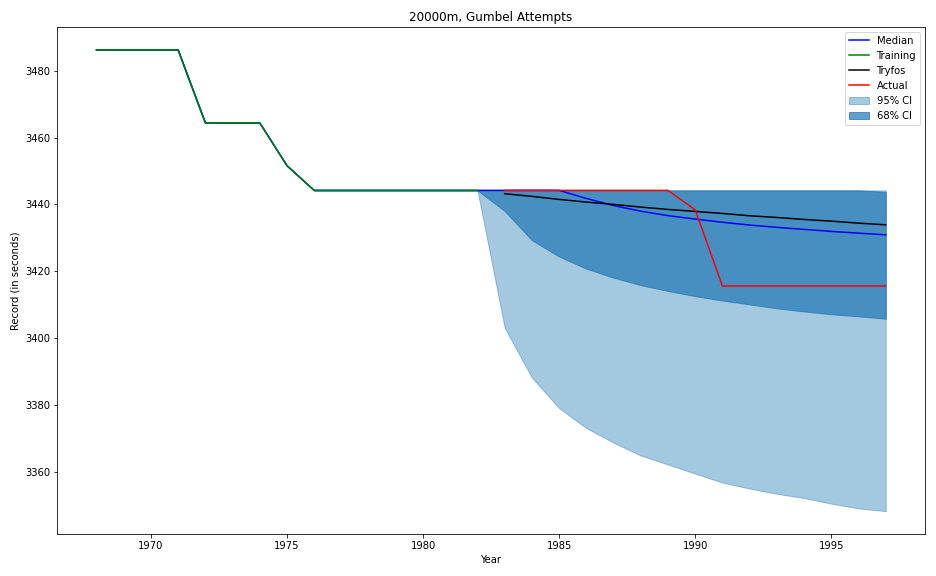 20000m, Gumbel Attempts
Median
Training
Tryfos
Actual
95% CI
68% CI
Record (in seconds)
3480
3460
3440
3420
3400
3380
3360
1970
1975
1980
1985
1990
1995
Year